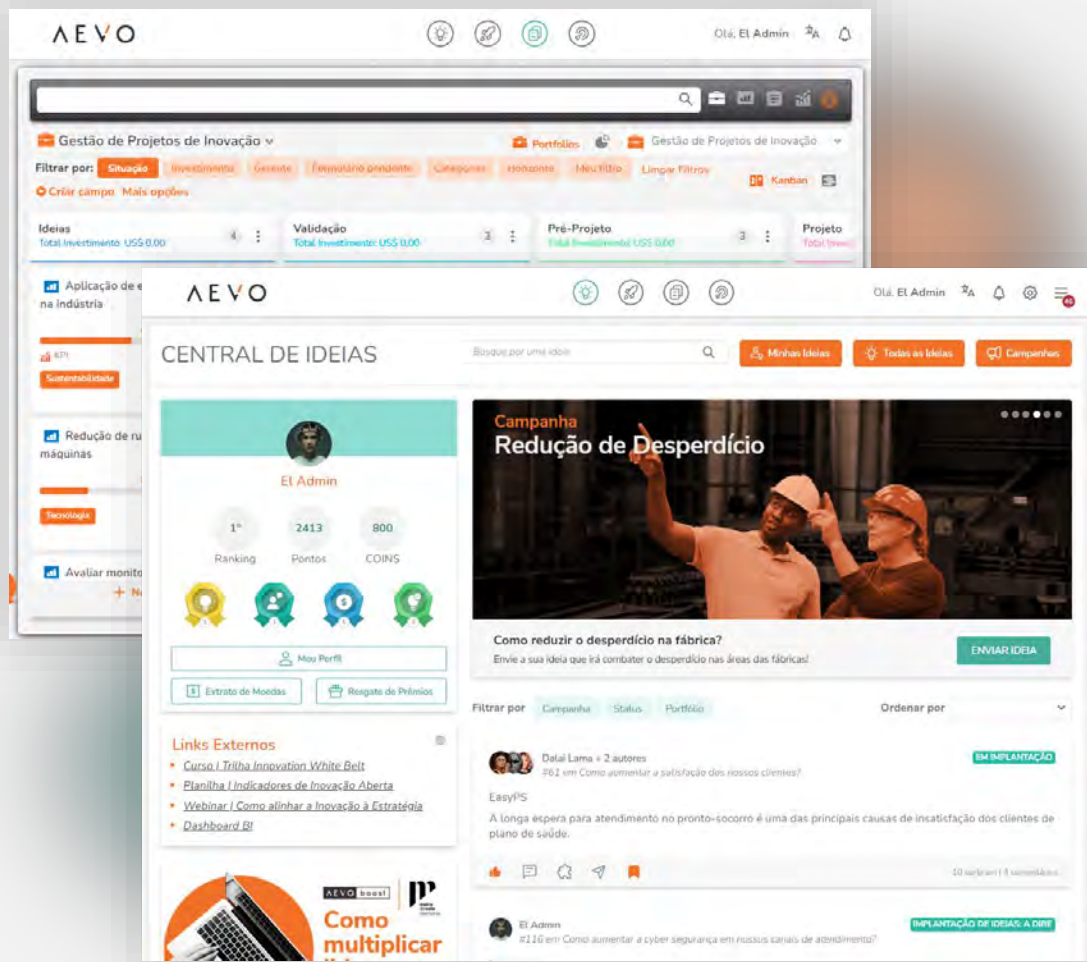 AEVO
Olá, El Admin
Gestão de Projetos de Inovação
Portfolios
Gestão de Projetos de Inovação
Filtrar por: Situação Investimento Gerente Formulário pendente Categorias Horizonte Meu filtro Limpar Filtros
Kanban
Criar campo Mais opções
Ideias
4
Total Investimento: US$ 0,00
Validação
3
Total Investimento: US$ 0,00
Pré-Projeto
3
Total Investimento: US$ 0,00
Projeto
Aplicação de e
na indústria
Sustentabilidade
Redução de ru
máquinas
Tecnologia
Avaliar monito
AEVO
Olá, El Admin
CENTRAL DE IDEIAS
Busque por uma ideia
Minhas Ideias
Todas as Ideias
Campanhas
El Admin
1° 2413 800
Ranking Pontos COINS
Meu Perfil
Extrato de Moedas
Resgate de Prêmios
Links Externos
Curso | Trilha Innovation White Belt
Planilha | Indicadores de Inovação Aberta
Webinar | Como alinhar a Inovação à Estratégia
Dashboard BI
AEVO boost
Como
multiplicar
Campanha
Redução de Desperdício
Como reduzir o desperdício na fábrica?
Envie a sua ideia que irá combater o desperdício nas áreas das fábricas!
ENVIAR IDEIA
Filtrar por Campanha Status Portfólio
Ordenar por
Dalai Lama + 2 autores
EM IMPLANTAÇÃO
#61 em Como aumentar a satisfação dos nossos clientes?
EasyPS
A longa espera para atendimento no pronto-socorro é uma das principais causas de insatisfação dos clientes de
plano de saúde.
El Admin
IMPLANTAÇÃO DE IDEIAS: A DIRE
#116 em Como aumentar a cyber segurança em nossos canais de atendimento?